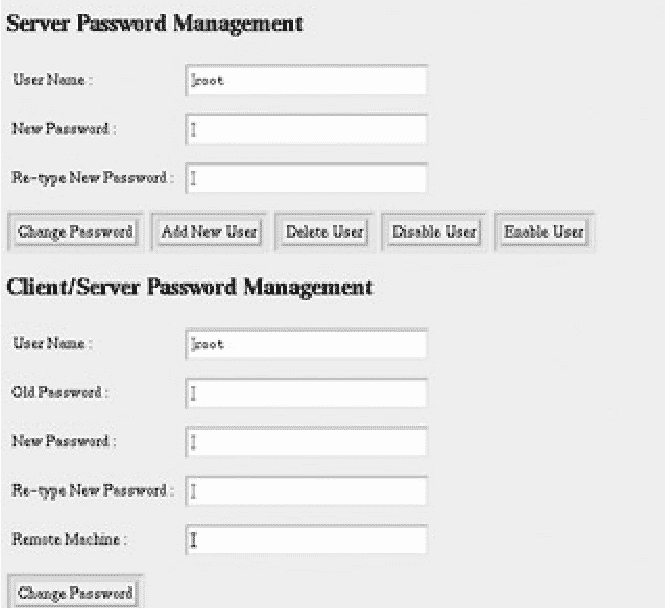 Server Password Management
User Name : root
New Password :
Re-type New Password :
Change Password Add New User Delete User Disable User Enable User
Client/Server Password Management
User Name : root
Old Password :
New Password :
Re-type New Password :
Remote Machine :
Change Password